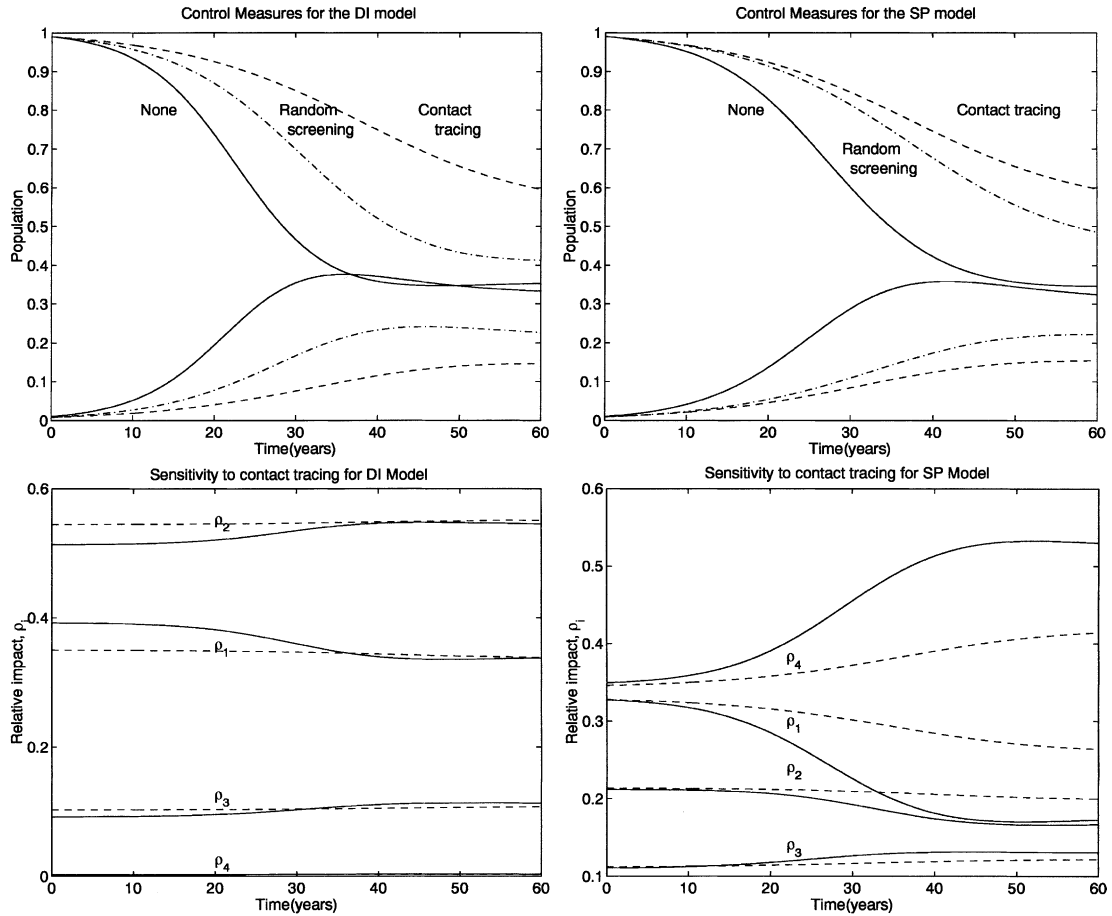 Control Measures for the DI model
1
0.9
0.8
0.7
0.6
0.5
0.4
0.3
0.2
0.1
0
Population
None
Random
screening
Contact
tracing
0 10 20 30 40 50 60
Time(years)
Control Measures for the SP model
1
0.9
0.8
0.7
0.6
0.5
0.4
0.3
0.2
0.1
0
Population
None
Random
screening
Contact tracing
0 10 20 30 40 50 60
Time(years)
Sensitivity to contact tracing for DI Model
0.6
0.4
0.2
0
Relative impact, ρi
ρ2
ρ1
ρ3
ρ4
0 10 20 30 40 50 60
Time(years)
Sensitivity to contact tracing for SP Model
0.6
0.5
0.4
0.3
0.2
0.1
Relative impact, ρi
ρ4
ρ1
ρ2
ρ3
0 10 20 30 40 50 60
Time(years)